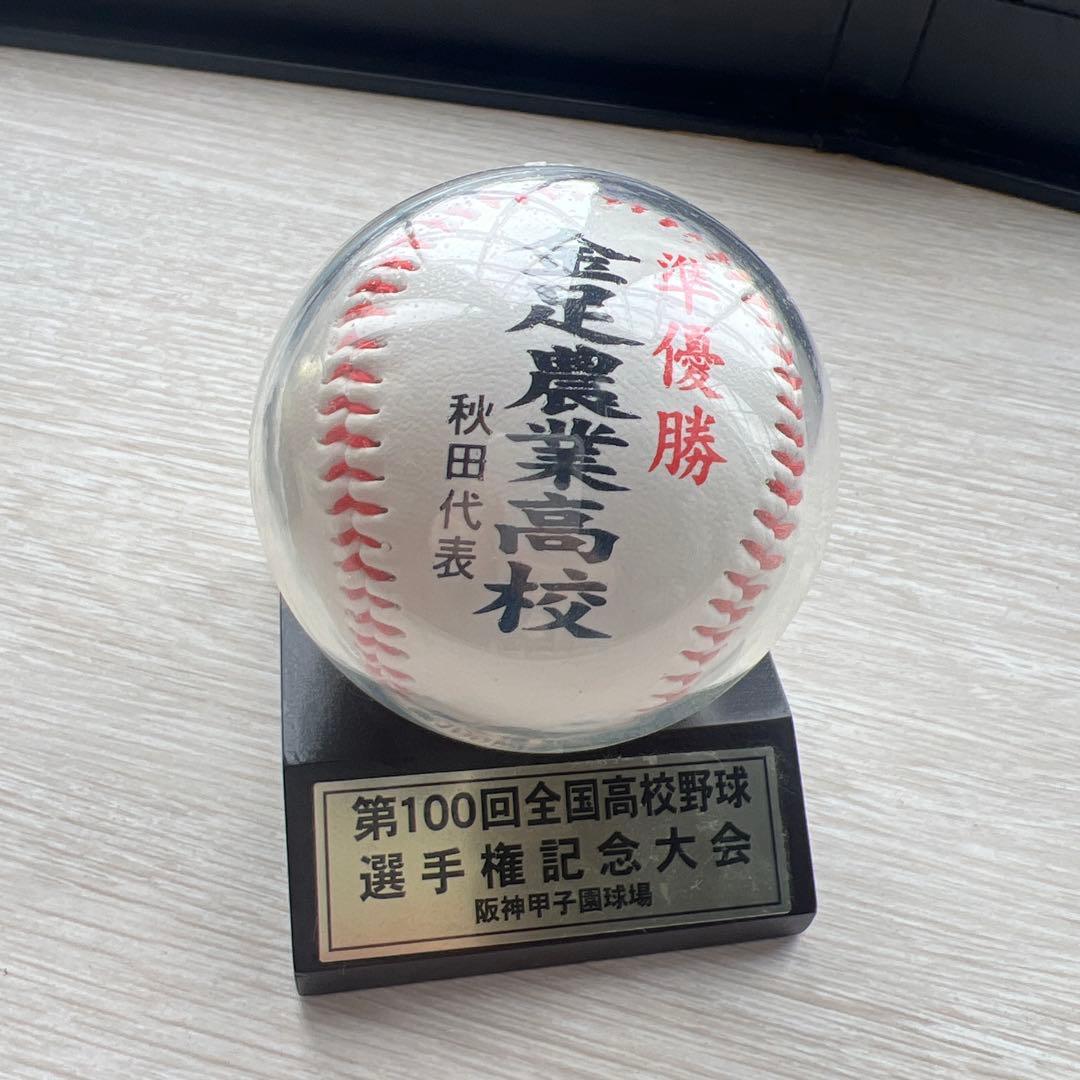 準優勝
金足農業高校
秋田代表
第100回全国高校野球
選手権記念大会
阪神甲子園球場